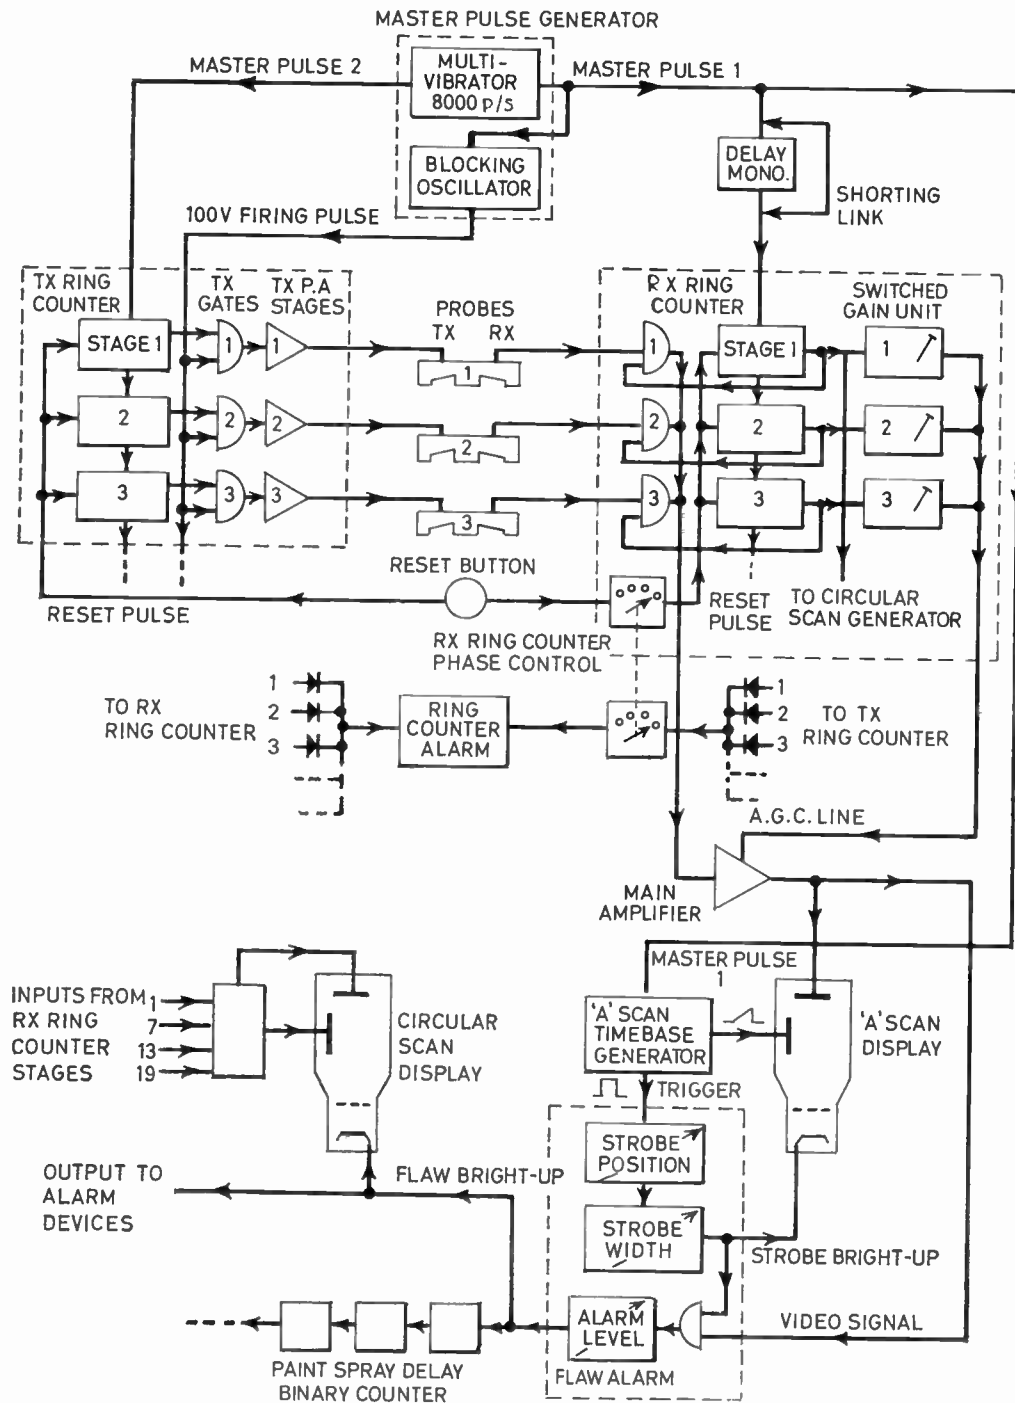 MASTER PULSE GENERATOR
MASTER PULSE 2
MULTI-
VIBRATOR
8000 p/s
MASTER PULSE 1
BLOCKING
OSCILLATOR
DELAY
MONO.
SHORTING
LINK
100V FIRING PULSE
TX RING
COUNTER
TX
GATES
TX P.A
STAGES
PROBES
TX RX
RX RING
COUNTER
SWITCHED
GAIN UNIT
STAGE 1
1
1
1
1
STAGE 1
1
2
2
2
2
2
2
2
3
3
3
3
3
3
3
RESET BUTTON
RESET PULSE
RX RING COUNTER
PHASE CONTROL
RESET
PULSE
TO CIRCULAR
SCAN GENERATOR
TO RX
RING COUNTER
1
2
3
RING
COUNTER
ALARM
1
2
3
TO TX
RING COUNTER
A.G.C. LINE
MAIN
AMPLIFIER
MASTER PULSE
1
INPUTS FROM
RX RING
COUNTER
STAGES
1
7
13
19
CIRCULAR
SCAN
DISPLAY
'A' SCAN
TIMEBASE
GENERATOR
'A' SCAN
DISPLAY
TRIGGER
STROBE
POSITION
OUTPUT TO
ALARM
DEVICES
FLAW BRIGHT-UP
STROBE
WIDTH
STROBE BRIGHT-UP
ALARM
LEVEL
VIDEO SIGNAL
PAINT SPRAY DELAY
BINARY COUNTER
FLAW ALARM